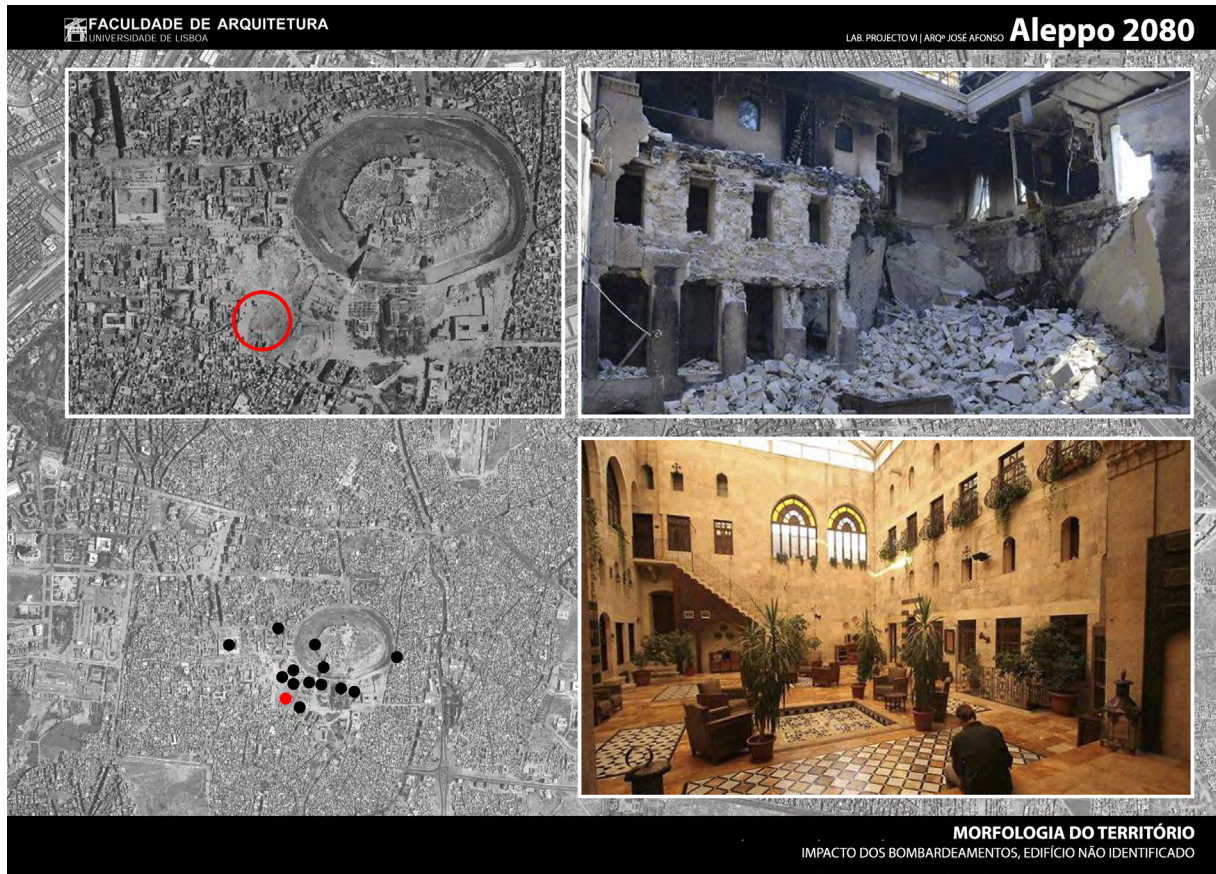 FACULDADE DE ARQUITETURA
UNIVERSIDADE DE LISBOA
LAB. PROJECTO VI | ARQº JOSÉ AFONSO Aleppo 2080
MORFOLOGIA DO TERRITÓRIO
IMPACTO DOS BOMBARDEAMENTOS, EDIFÍCIO NÃO IDENTIFICADO